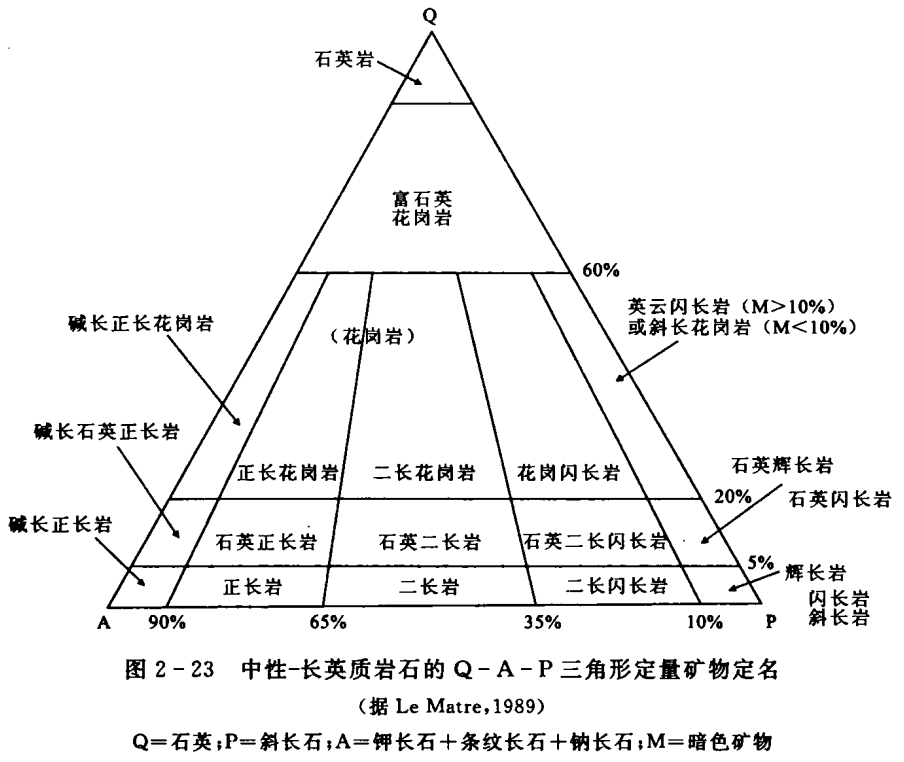 Q
石英岩
富石英
花岗岩
60%
英云闪长岩（M>10%）
或斜长花岗岩（M<10%）
碱长正长花岗岩
（花岗岩）
碱长石英正长岩
正长花岗岩
二长花岗岩
花岗闪长岩
石英辉长岩
20%
石英闪长岩
碱长正长岩
石英正长岩
石英二长岩
石英二长闪长岩
5%
辉长岩
正长岩
二长岩
二长闪长岩
闪长岩
斜长岩
A
90%
65%
35%
10%
P
图 2-23 中性-长英质岩石的 Q-A-P 三角形定量矿物定名
（据 Le Matre,1989）
Q=石英;P=斜长石;A=钾长石+条纹长石+钠长石;M=暗色矿物